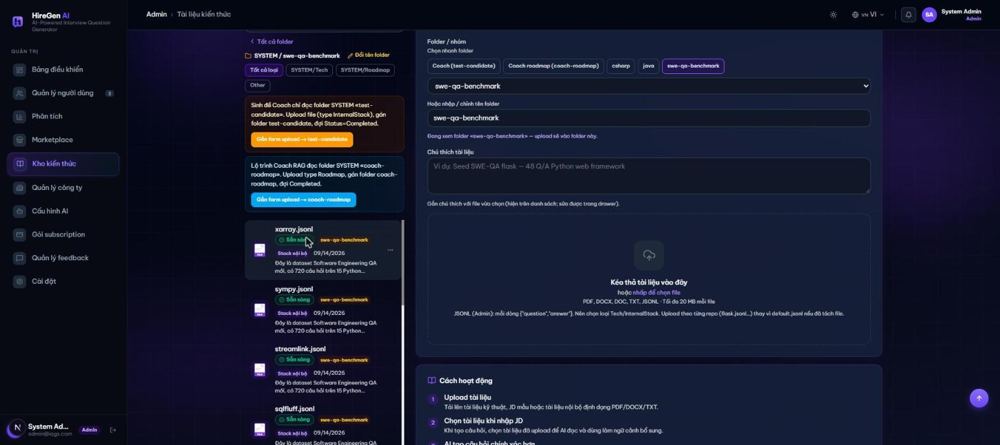 HireGen AI
AI-Powered Interview Question
Generator
QUẢN TRỊ
Bảng điều khiển
Quản lý người dùng
3
Phân tích
Marketplace
Kho kiến thức
Quản lý công ty
Cấu hình AI
Gói subscription
Quản lý feedback
Cài đặt
N
System Ad...
admin@iqgs.com
Admin
Admin › Tài liệu kiến thức
VN VI
SA
System Admin
Admin
Tất cả folder
SYSTEM / swe-qa-benchmark
Đổi tên folder
Tất cả loại
SYSTEM/Tech
SYSTEM/Roadmap
Other
Sinh đề Coach chỉ đọc folder SYSTEM «test-
candidate». Upload file (type InternalStack), gán
folder test-candidate, đợi Status=Completed.
Gắn form upload → test-candidate
Lộ trình Coach RAG đọc folder SYSTEM «coach-
roadmap». Upload type Roadmap, gán folder coach-
roadmap, đợi Completed.
Gắn form upload → coach-roadmap
xarray.jsonl
Sẵn sàng
swe-qa-benchmark
Stack nội bộ
09/14/2026
Đây là dataset Software Engineering QA
mới, có 720 câu hỏi trên 15 Python...
sympy.jsonl
Sẵn sàng
swe-qa-benchmark
Stack nội bộ
09/14/2026
Đây là dataset Software Engineering QA
mới, có 720 câu hỏi trên 15 Python...
streamlink.jsonl
Sẵn sàng
swe-qa-benchmark
Stack nội bộ
09/14/2026
Đây là dataset Software Engineering QA
mới, có 720 câu hỏi trên 15 Python...
sqlfluff.jsonl
Sẵn sàng
swe-qa-benchmark
Stack nội bộ
09/14/2026
Đây là dataset Software Engineering QA
Folder / nhóm
Chọn nhanh folder
Coach (test-candidate)
Coach roadmap (coach-roadmap)
csharp
java
swe-qa-benchmark
swe-qa-benchmark
Hoặc nhập / chỉnh tên folder
swe-qa-benchmark
Đang xem folder «swe-qa-benchmark» — upload sẽ vào folder này.
Chú thích tài liệu
Ví dụ: Seed SWE-QA flask — 48 Q/A Python web framework
Gắn chú thích với file vừa chọn (hiện trên danh sách; sửa được trong drawer).
Kéo thả tài liệu vào đây
hoặc nhấp để chọn file
PDF, DOCX, DOC, TXT, JSONL · Tối đa 20 MB mỗi file
JSONL (Admin): mỗi dòng {"question","answer"}. Nên chọn loại Tech/InternalStack. Upload theo từng repo (flask.jsonl...) thay vì default.jsonl nếu đã tách file.
Cách hoạt động
1
Upload tài liệu
Tải lên tài liệu kỹ thuật, JD mẫu hoặc tài liệu nội bộ định dạng PDF/DOCX/TXT.
2
Chọn tài liệu khi nhập JD
Khi tạo câu hỏi, chọn tài liệu đã upload để AI đọc và dùng làm ngữ cảnh bổ sung.
AI tạo câu hỏi chính xác hơn